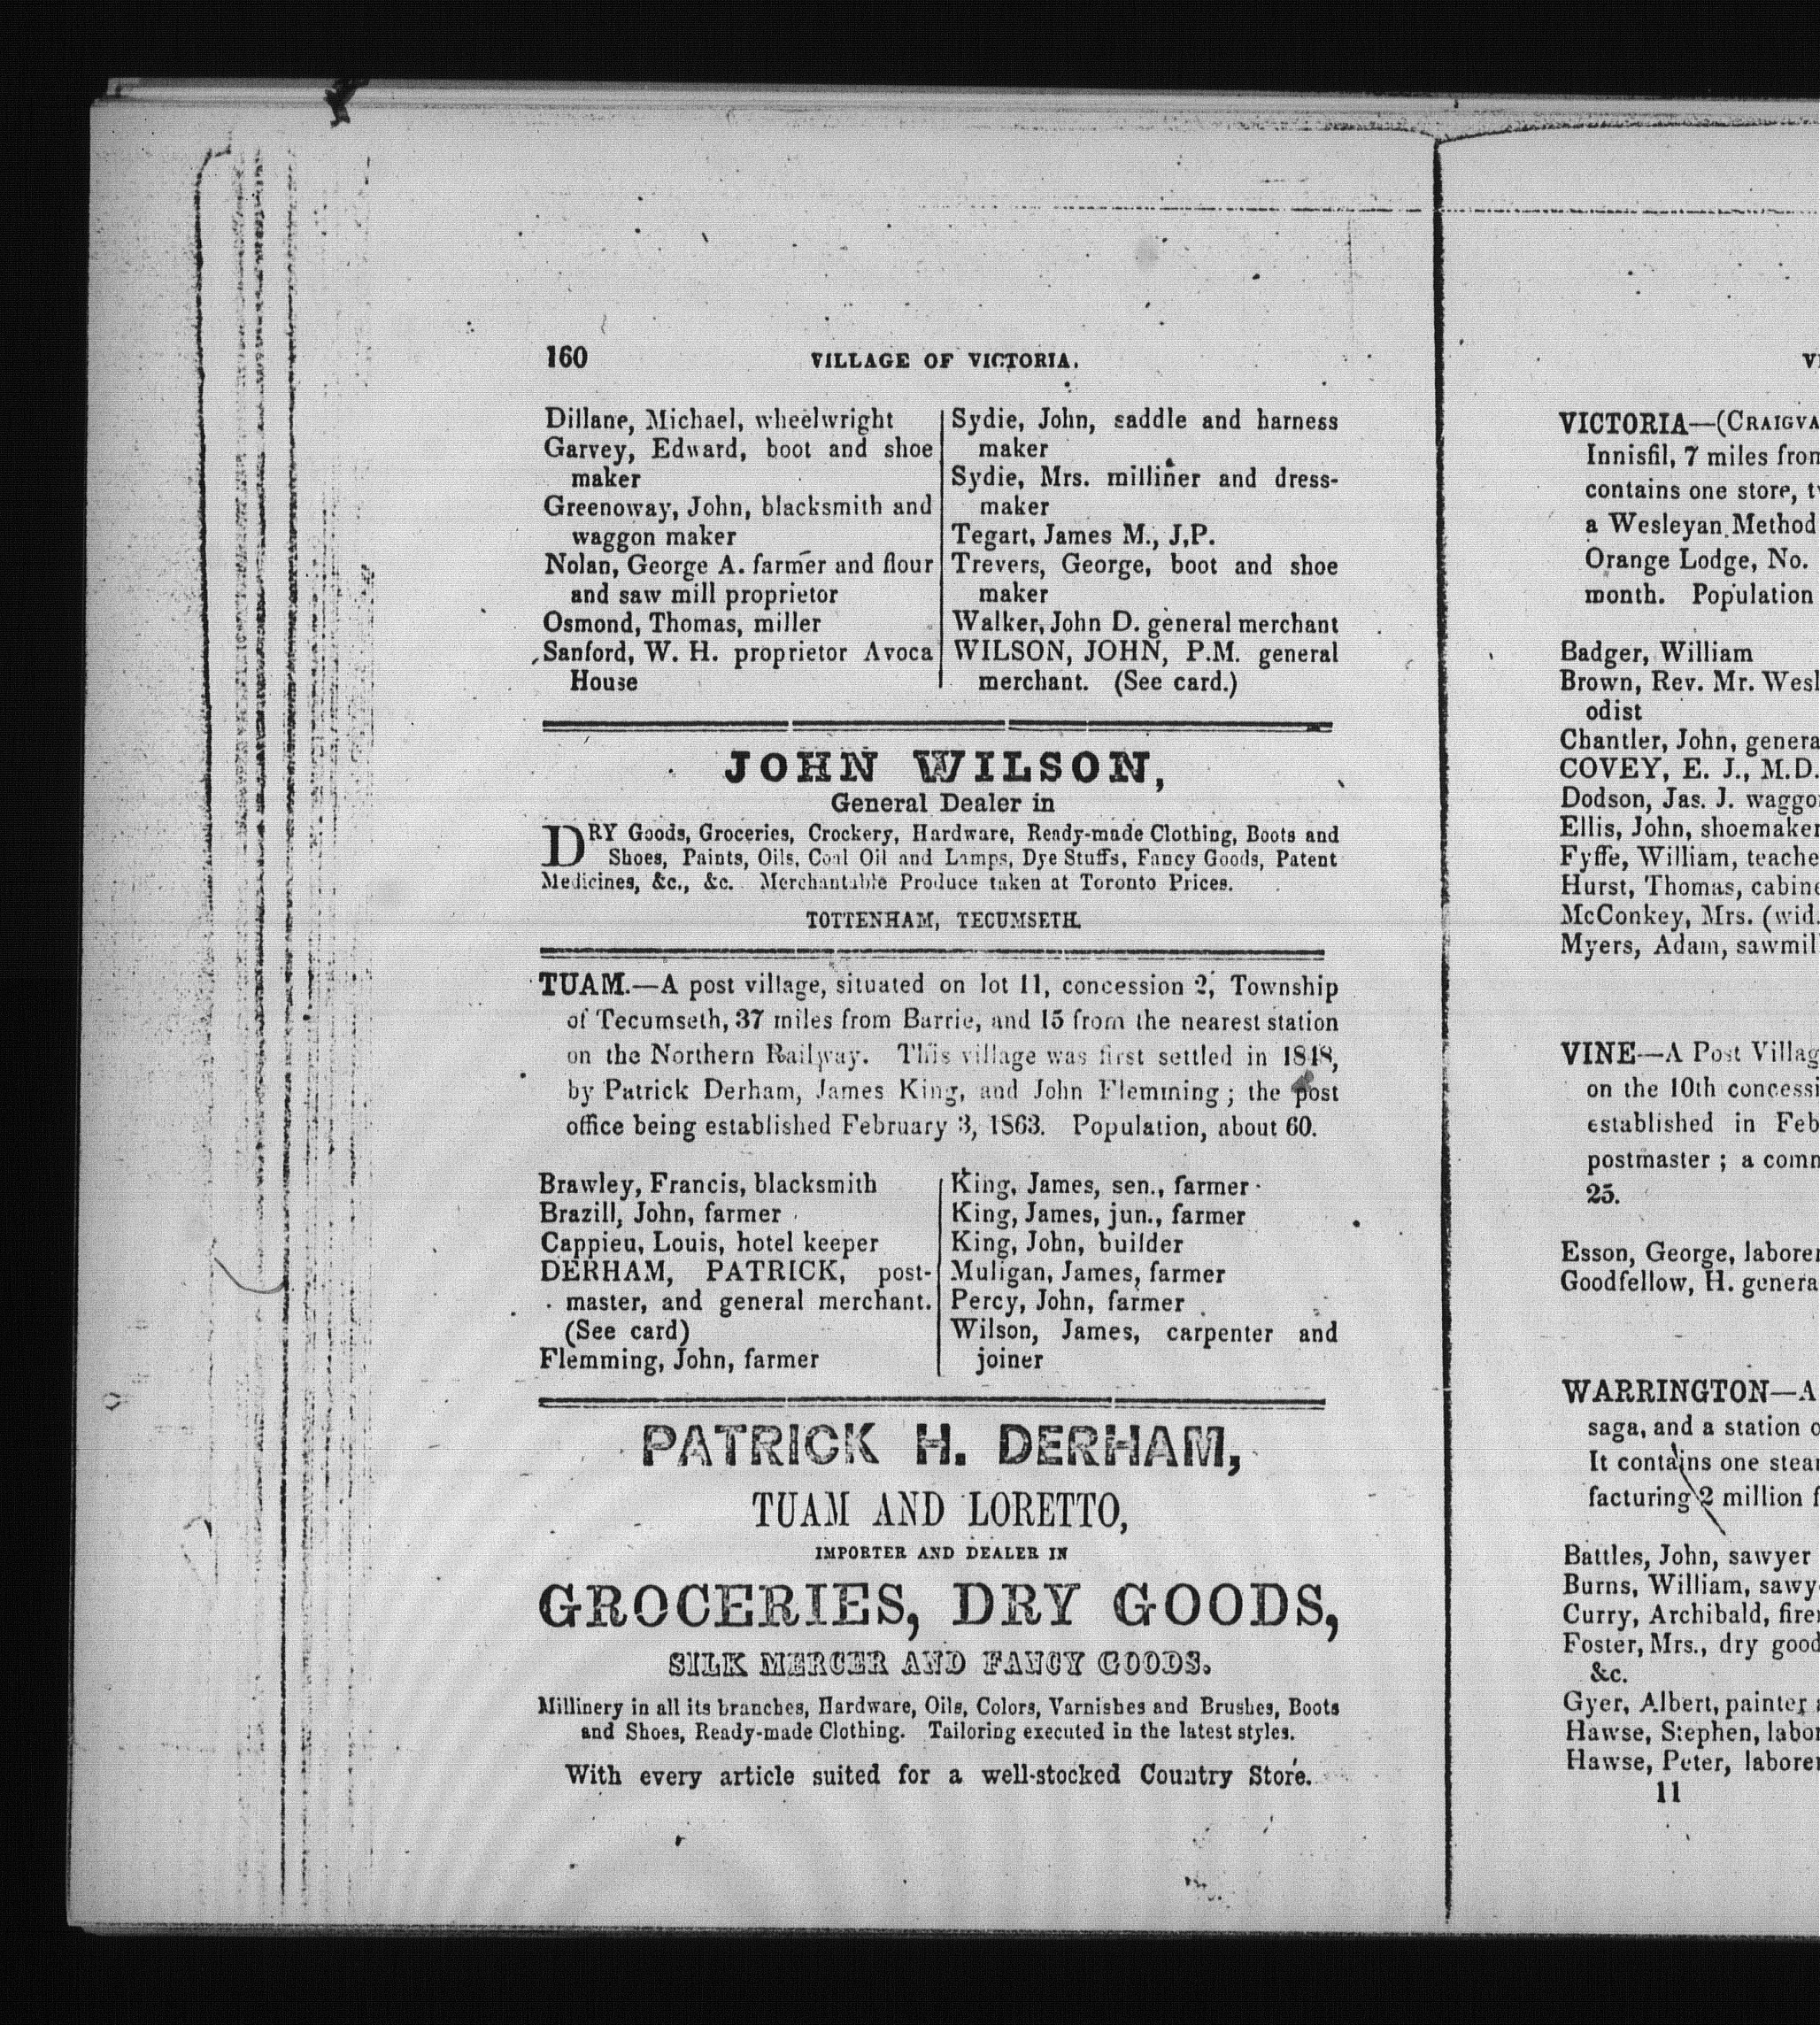 160 VILLAGE OF VICTORIA.
Dillane, Michael, wheelwright
Garvey, Edward, boot and shoe
maker
Greenoway, John, blacksmith and
waggon maker
Nolan, George A. farmer and flour
and saw mill proprietor
Osmond, Thomas, miller
Sanford, W. H. proprietor Avoca
House
Sydie, John, saddle and harness
maker
Sydie, Mrs. milliner and dress-
maker
Tegart, James M., J,P.
Trevers, George, boot and shoe
maker
Walker, John D. general merchant
WILSON, JOHN, P.M. general
merchant. (See card.)
JOHN WILSON,
General Dealer in
DRY Goods, Groceries, Crockery, Hardware, Ready-made Clothing, Boots and
Shoes, Paints, Oils, Coal Oil and Lamps, Dye Stuffs, Fancy Goods, Patent
Medicines, &c., &c. Merchantable Produce taken at Toronto Prices.
TOTTENHAM, TECUMSETH.
TUAM.—A post village, situated on lot 11, concession 2, Township
of Tecumseth, 37 miles from Barrie, and 15 from the nearest station
on the Northern Railway. This village was first settled in 1848,
by Patrick Derham, James King, and John Flemming; the post
office being established February 3, 1863. Population, about 60.
Brawley, Francis, blacksmith
Brazill, John, farmer
Cappieu, Louis, hotel keeper
DERHAM, PATRICK, post-
master, and general merchant.
(See card)
Flemming, John, farmer
King, James, sen., farmer
King, James, jun., farmer
King, John, builder
Muligan, James, farmer
Percy, John, farmer
Wilson, James, carpenter and
joiner
PATRICK H. DERHAM,
TUAM AND LORETTO,
IMPORTER AND DEALER IN
GROCERIES, DRY GOODS,
SILK MERCER AND FANCY GOODS.
Millinery in all its branches, Hardware, Oils, Colors, Varnishes and Brushes, Boots
and Shoes, Ready-made Clothing. Tailoring executed in the latest styles.
With every article suited for a well-stocked Country Store.
VICTORIA—(CRAIGVA
Innisfil, 7 miles from
contains one store, t
a Wesleyan Method
Orange Lodge, No.
month. Population
Badger, William
Brown, Rev. Mr. Wesl
odist
Chantler, John, genera
COVEY, E. J., M.D.
Dodson, Jas. J. waggo
Ellis, John, shoemaker
Fyffe, William, teache
Hurst, Thomas, cabine
McConkey, Mrs. (wid.
Myers, Adam, sawmil
VINE—A Post Villag
on the 10th concessi
established in Feb
postmaster; a comm
25.
Esson, George, laborer
Goodfellow, H. genera
WARRINGTON—A
saga, and a station o
It contains one stea
facturing 2 million f
Battles, John, sawyer
Burns, William, sawy
Curry, Archibald, fire
Foster, Mrs., dry good
&c.
Gyer, Albert, painter
Hawse, Stephen, labo
Hawse, Peter, laborer
11